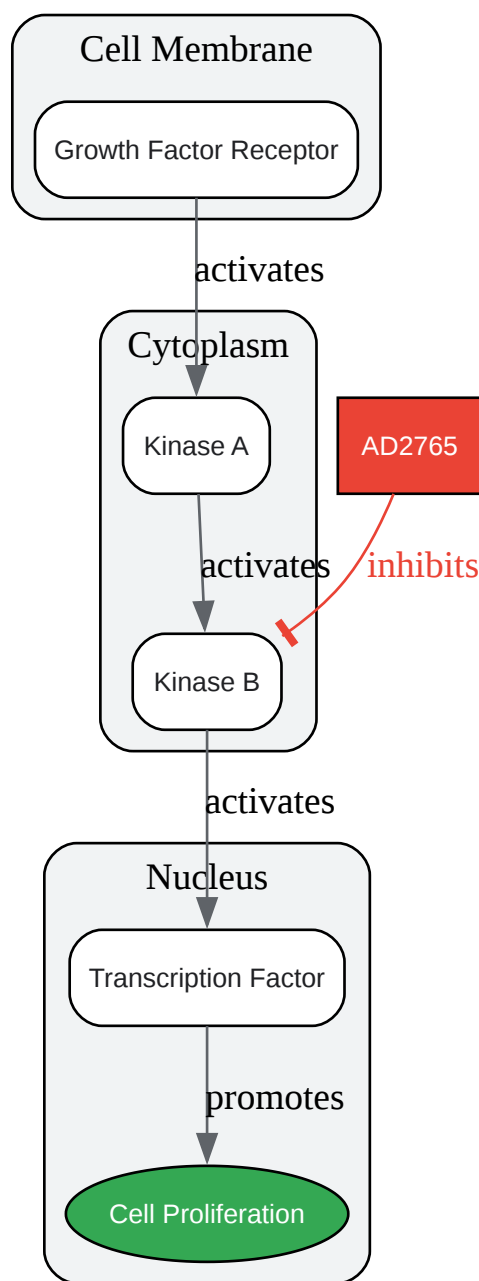 Cell Membrane
Growth Factor Receptor
activates
Cytoplasm
Kinase A
AD2765
activates
inhibits
Kinase B
activates
Nucleus
Transcription Factor
promotes
Cell Proliferation